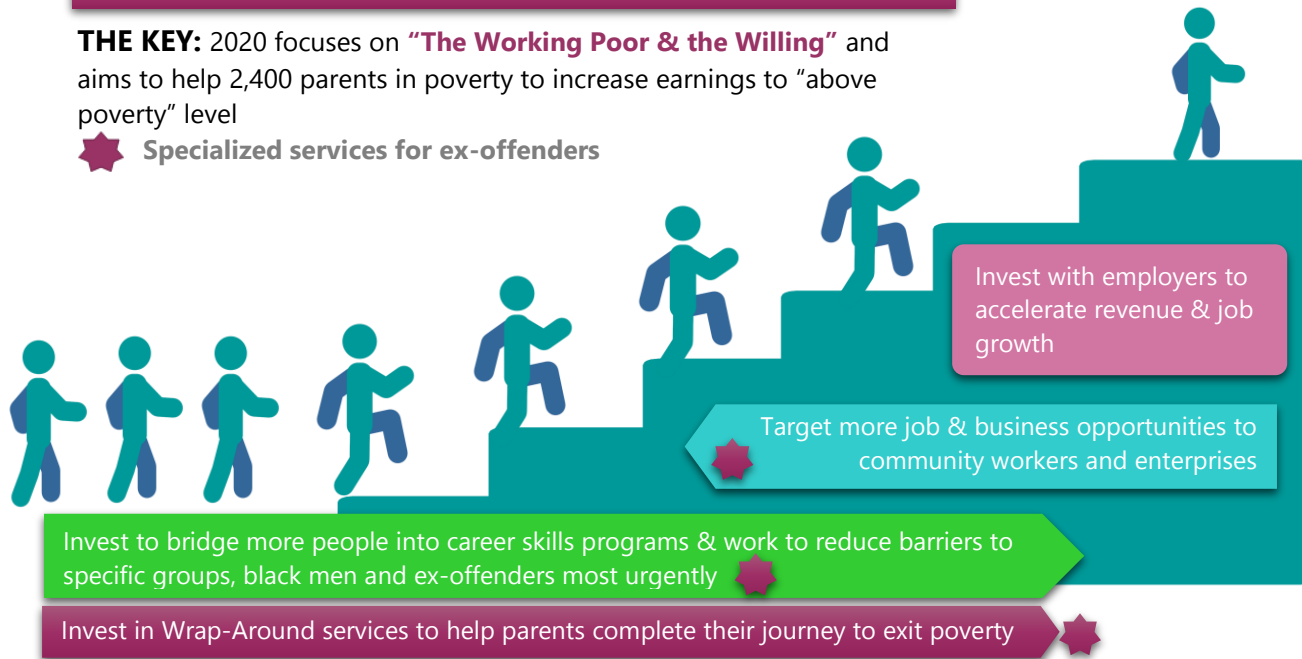 THE KEY: 2020 focuses on “The Working Poor & the Willing” and
aims to help 2,400 parents in poverty to increase earnings to “above
poverty” level
Specialized services for ex-offenders
Invest with employers to
accelerate revenue & job
growth
Target more job & business opportunities to
community workers and enterprises
Invest to bridge more people into career skills programs & work to reduce barriers to
specific groups, black men and ex-offenders most urgently
Invest in Wrap-Around services to help parents complete their journey to exit poverty